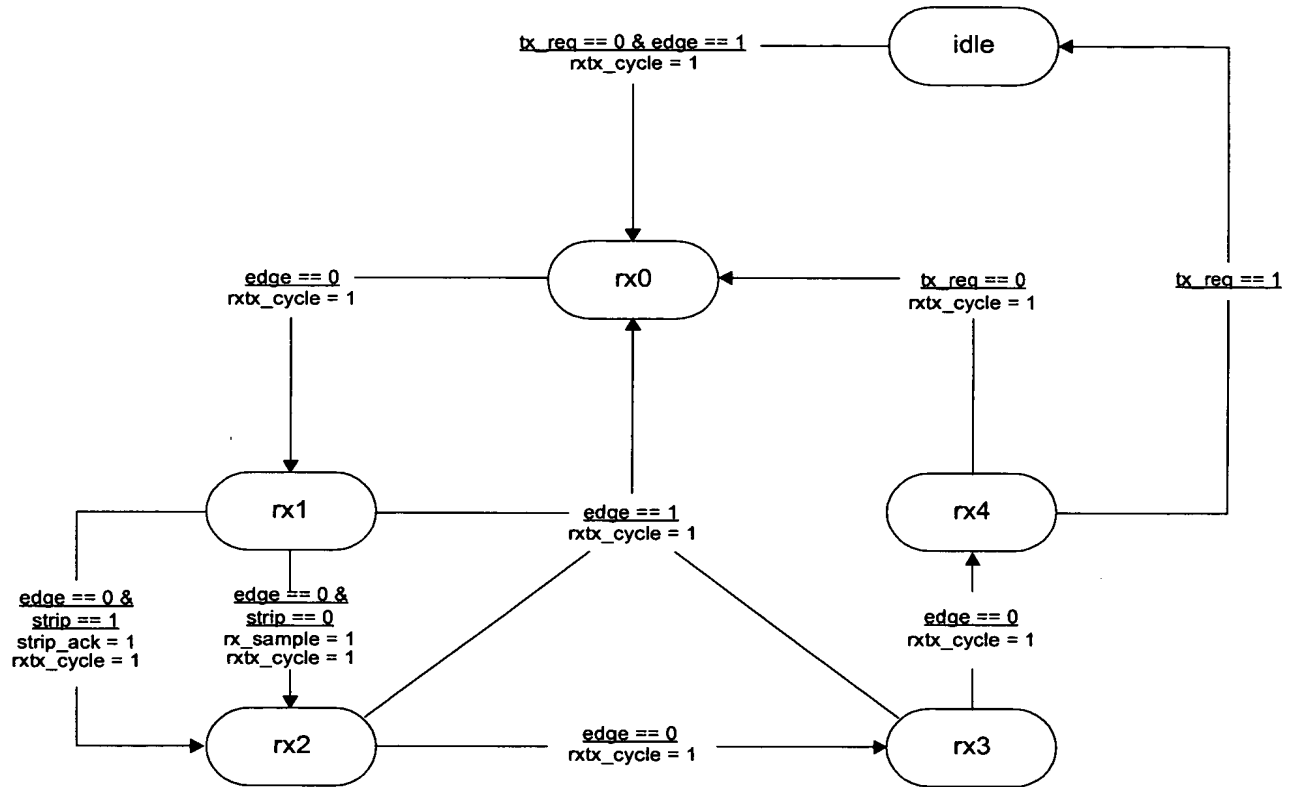 tx_req == 0 & edge == 1
rxtx_cycle = 1
idle
edge == 0
rxtx_cycle = 1
rx0
tx_req == 0
rxtx_cycle = 1
tx_req == 1
rx1
edge == 1
rxtx_cycle = 1
rx4
edge == 0 &
strip == 1
strip_ack = 1
rxtx_cycle = 1
edge == 0 &
strip == 0
rx_sample = 1
rxtx_cycle = 1
edge == 0
rxtx_cycle = 1
rx2
edge == 0
rxtx_cycle = 1
rx3